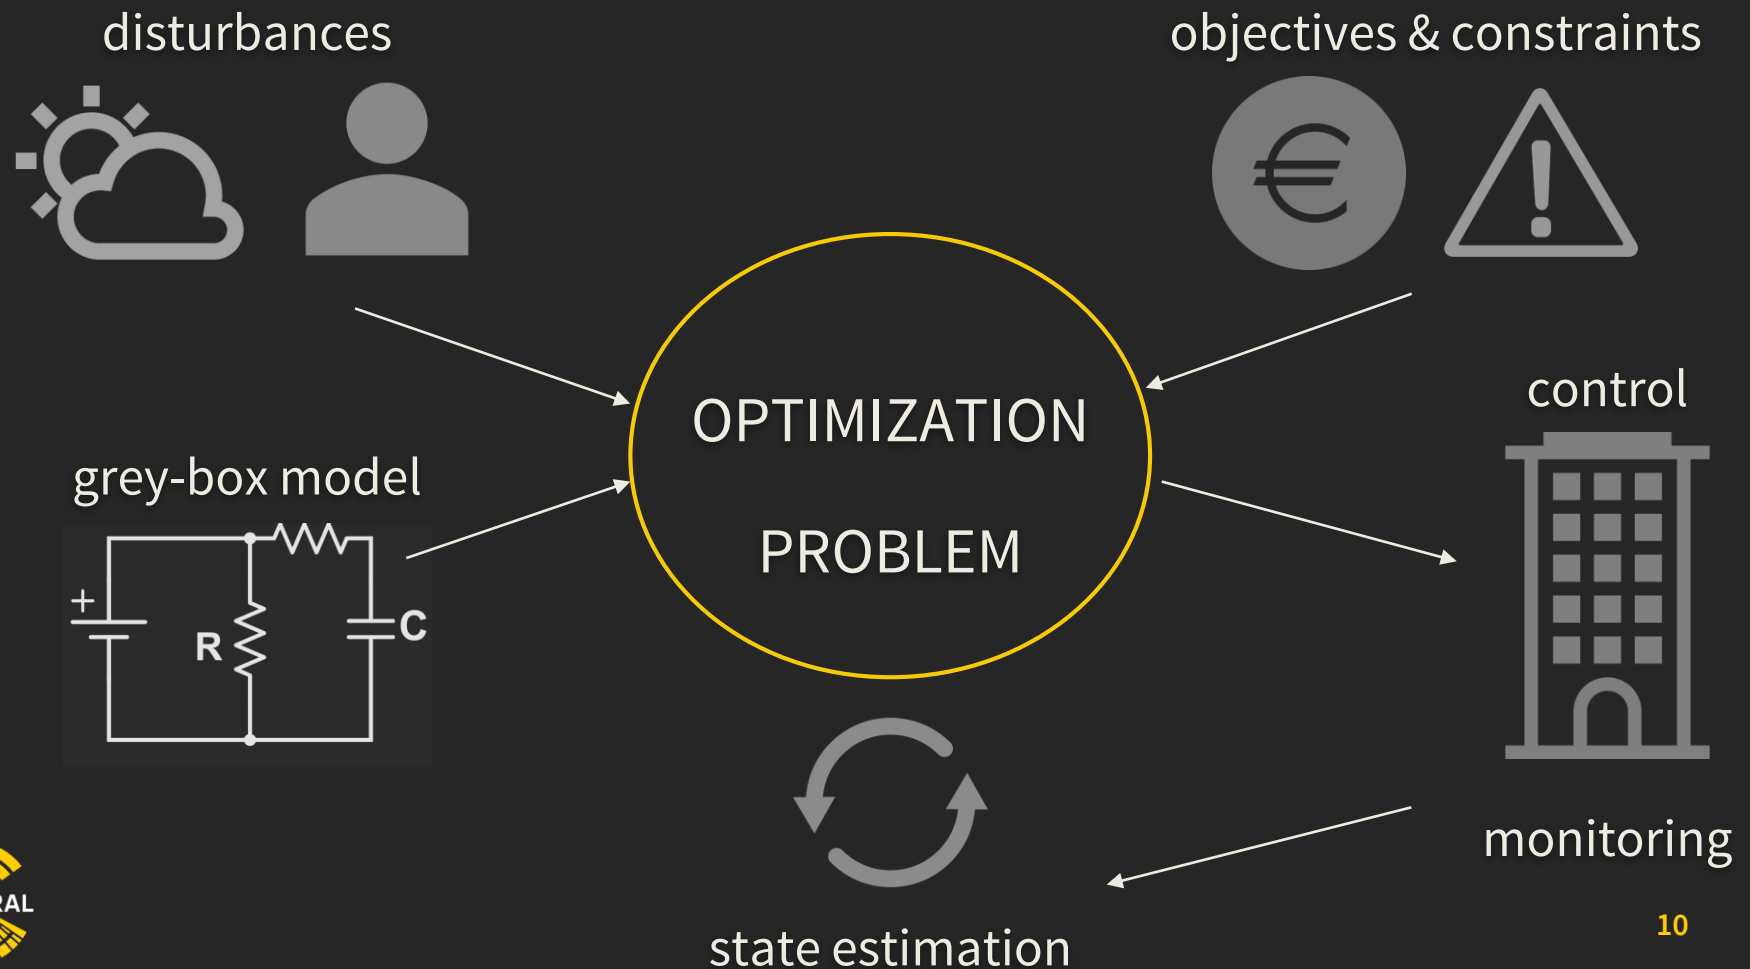 disturbances
objectives & constraints
€
OPTIMIZATION
PROBLEM
control
grey-box model
+
R
C
monitoring
RAL
state estimation
10